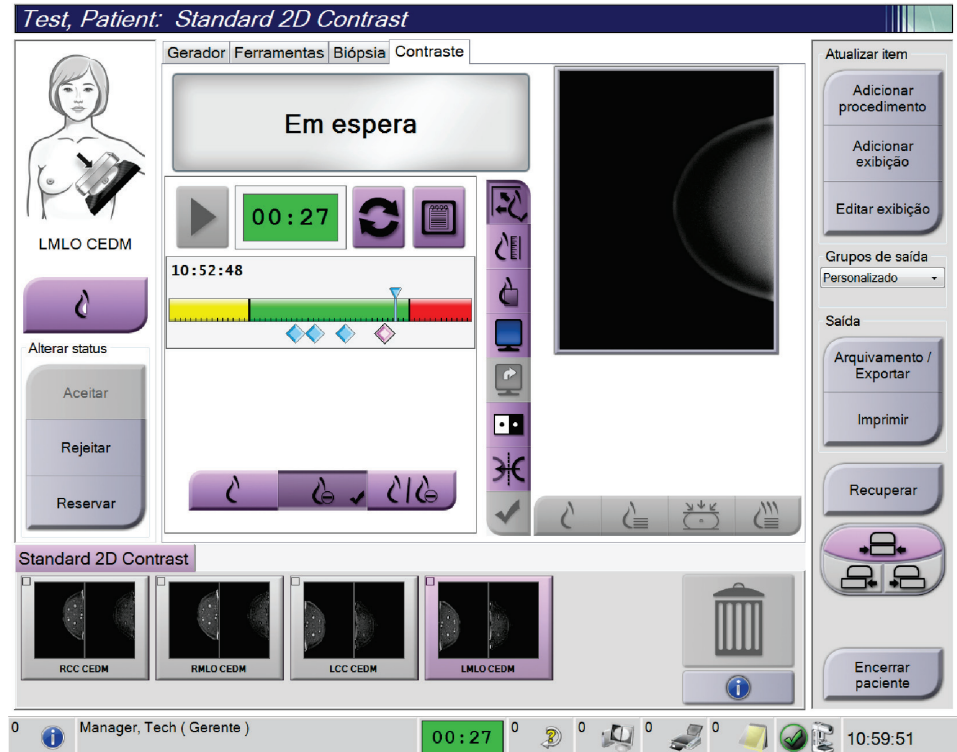 Test, Patient: Standard 2D Contrast
Gerador Ferramentas Biópsia Contraste
Em espera
00:27
9999
10:52:48
LMLO CEDM
Alterar status
Aceitar
Rejeitar
Reservar
Atualizar item
Adicionar
procedimento
Adicionar
exibição
Editar exibição
Grupos de saída
Personalizado
Saída
Arquivamento /
Exportar
Imprimir
Recuperar
Encerrar
paciente
Standard 2D Contrast
RCC CEDM
RMLO CEDM
LCC CEDM
LMLO CEDM
0 Manager, Tech ( Gerente ) 00:27 0 0 0 0 10:59:51